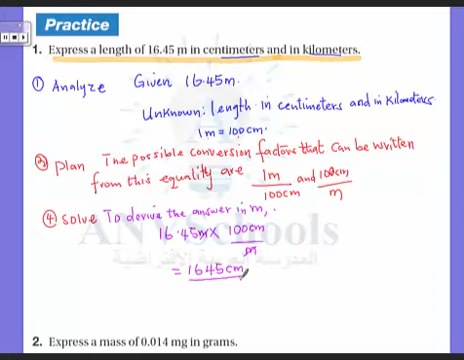 Practice
1. Express a length of 16.45 m in centimeters and in kilometers.
① Analyze Given 16.45m.
Unknown: length in centimeters and in kilometers
1m = 100cm.
② Plan The possible conversion factors that can be written
from this equality are 1m/100cm and 100cm/m
④ Solve To derive the answer in m,.
16.45m x 100cm/m
= 1645cm
AN Schools
المدرسة العربية الافتراضية
2. Express a mass of 0.014 mg in grams.